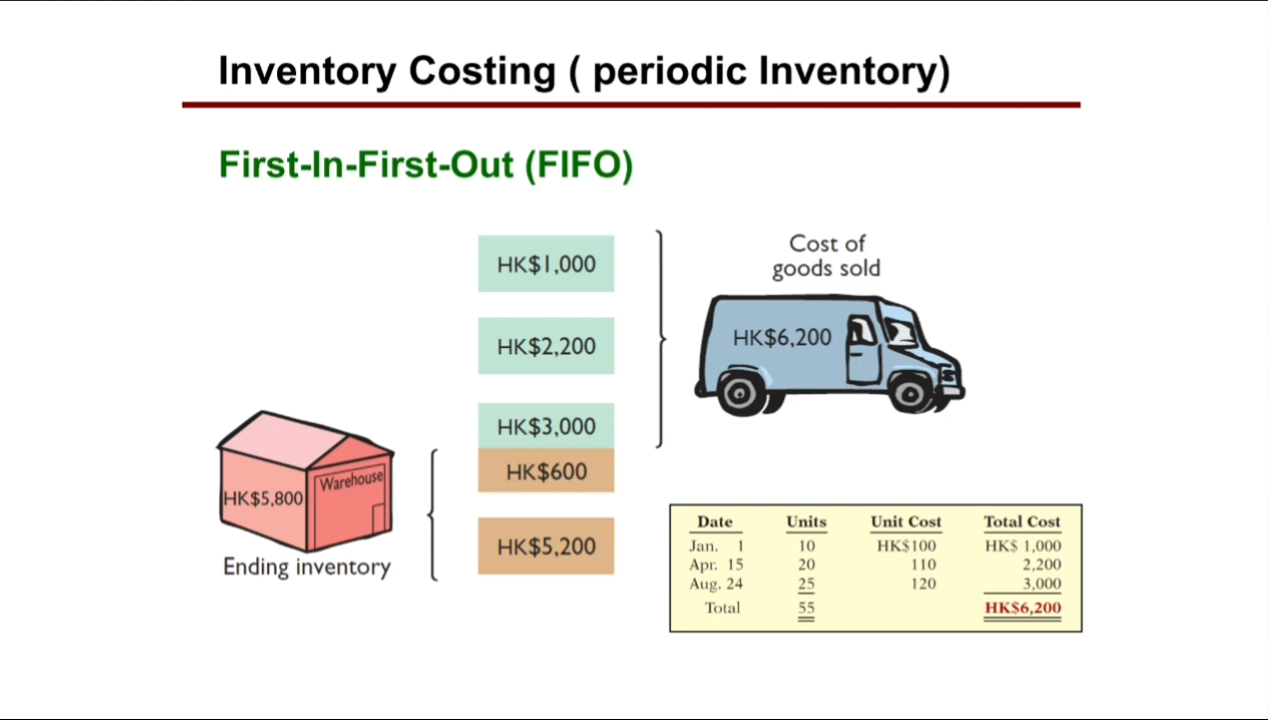 Inventory Costing ( periodic Inventory)
First-In-First-Out (FIFO)
HK$1,000
HK$2,200
HK$3,000
HK$600
HK$5,200
Cost of
goods sold
HK$6,200
HK$5,800
Warehouse
Ending inventory
Date Units Unit Cost Total Cost
Jan. 1 10 HK$100 HK$ 1,000
Apr. 15 20 110 2,200
Aug. 24 25 120 3,000
Total 55 HK$6,200